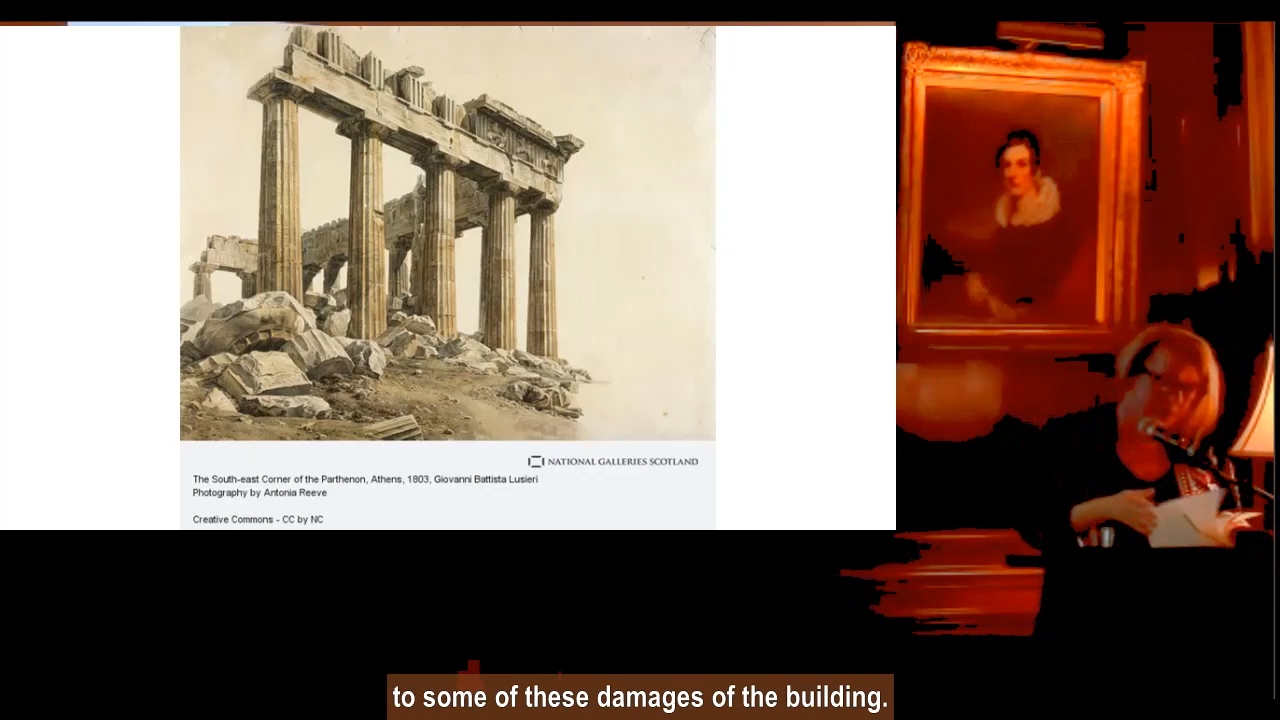 NATIONAL GALLERIES SCOTLAND
The South-east Corner of the Parthenon, Athens, 1803, Giovanni Battista Lusieri
Photography by Antonia Reeve
Creative Commons - CC by NC
to some of these damages of the building.